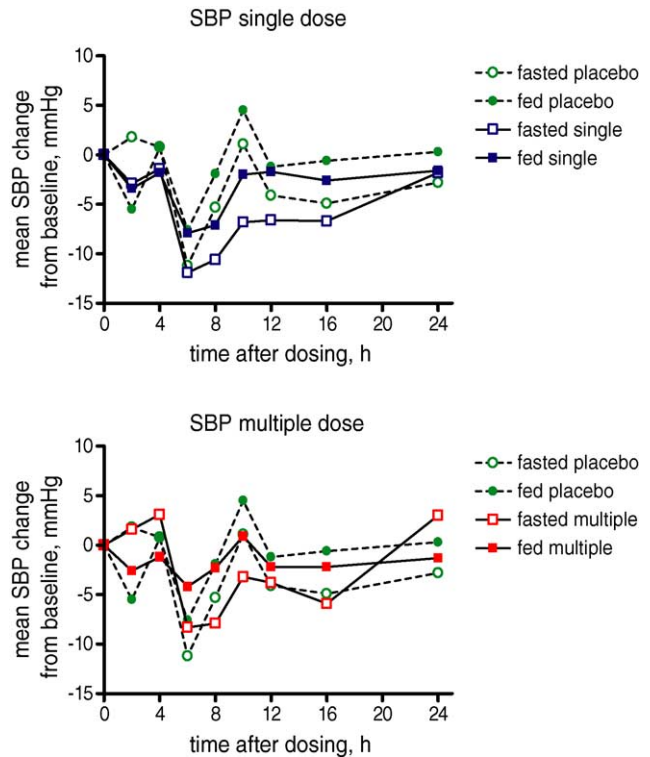 SBP single dose
10
5
0
-5
-10
-15
mean SBP change
from baseline, mmHg
0 4 8 12 16 20 24
time after dosing, h
fasted placebo
fed placebo
fasted single
fed single
SBP multiple dose
10
5
0
-5
-10
-15
mean SBP change
from baseline, mmHg
0 4 8 12 16 20 24
time after dosing, h
fasted placebo
fed placebo
fasted multiple
fed multiple